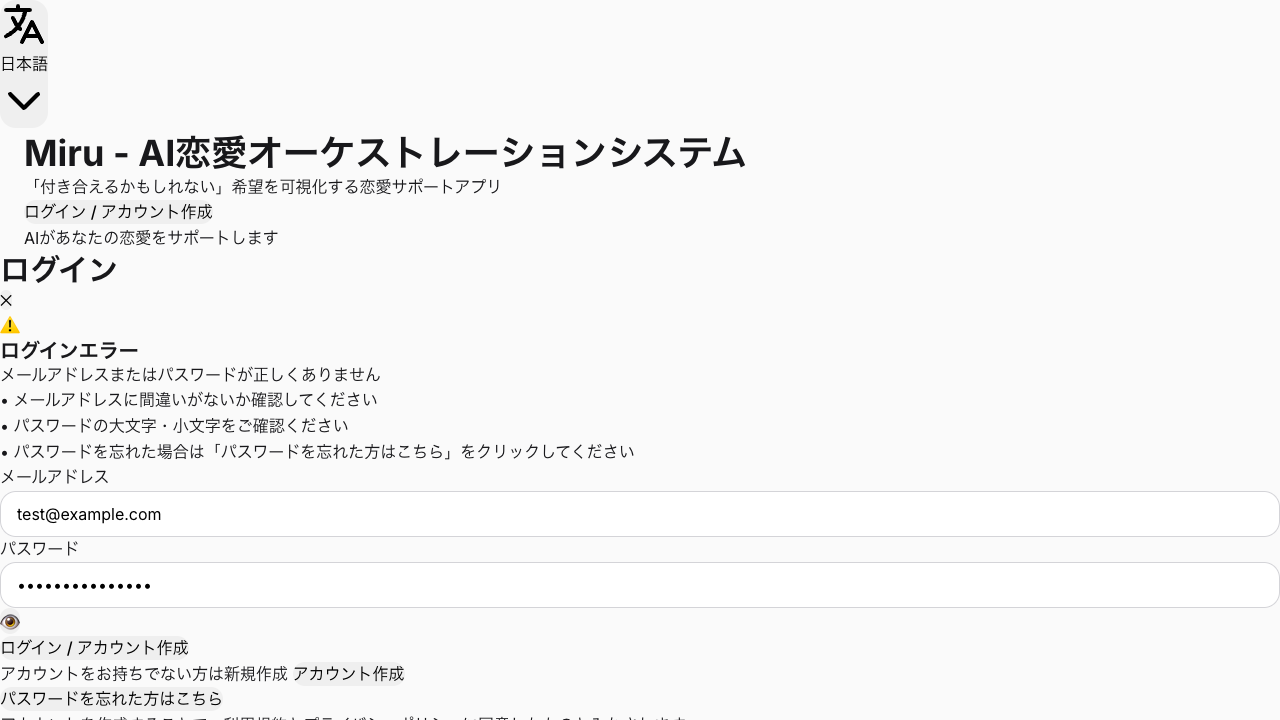 日本語
Miru - AI恋愛オーケストレーションシステム
「付き合えるかもしれない」希望を可視化する恋愛サポートアプリ
ログイン / アカウント作成
AIがあなたの恋愛をサポートします
ログイン
×
ログインエラー
メールアドレスまたはパスワードが正しくありません
• メールアドレスに間違いがないか確認してください
• パスワードの大文字・小文字をご確認ください
• パスワードを忘れた場合は「パスワードを忘れた方はこちら」をクリックしてください
メールアドレス
test@example.com
パスワード
•••••••••••••••
ログイン / アカウント作成
アカウントをお持ちでない方は新規作成 アカウント作成
パスワードを忘れた方はこちら